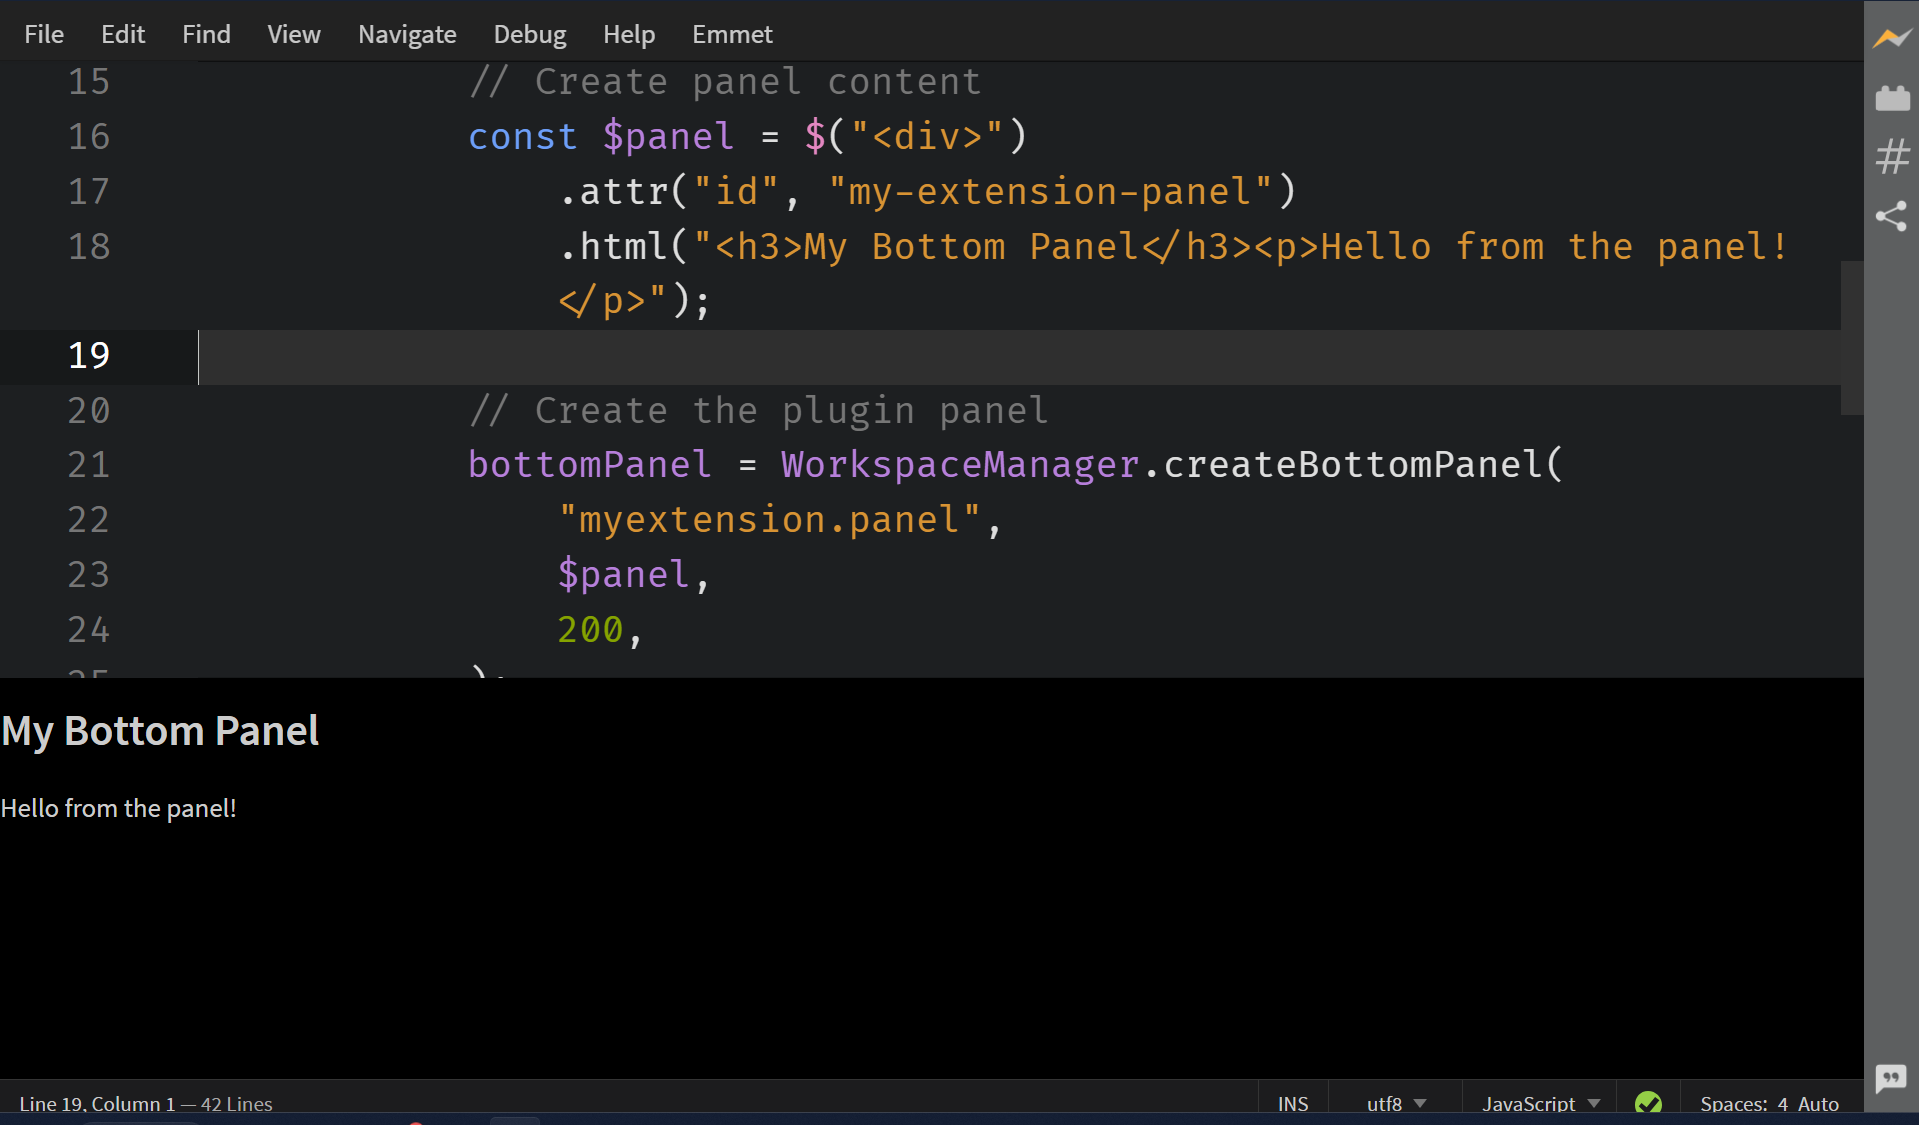 File Edit Find View Navigate Debug Help Emmet
15 // Create panel content
16 const $panel = $("<div>")
17 .attr("id", "my-extension-panel")
18 .html("<h3>My Bottom Panel</h3><p>Hello from the panel!
</p>");
19
20 // Create the plugin panel
21 bottomPanel = WorkspaceManager.createBottomPanel(
22 "myextension.panel",
23 $panel,
24 200,
25 );
My Bottom Panel
Hello from the panel!
Line 19, Column 1 — 42 Lines INS utf8 JavaScript Spaces: 4 Auto